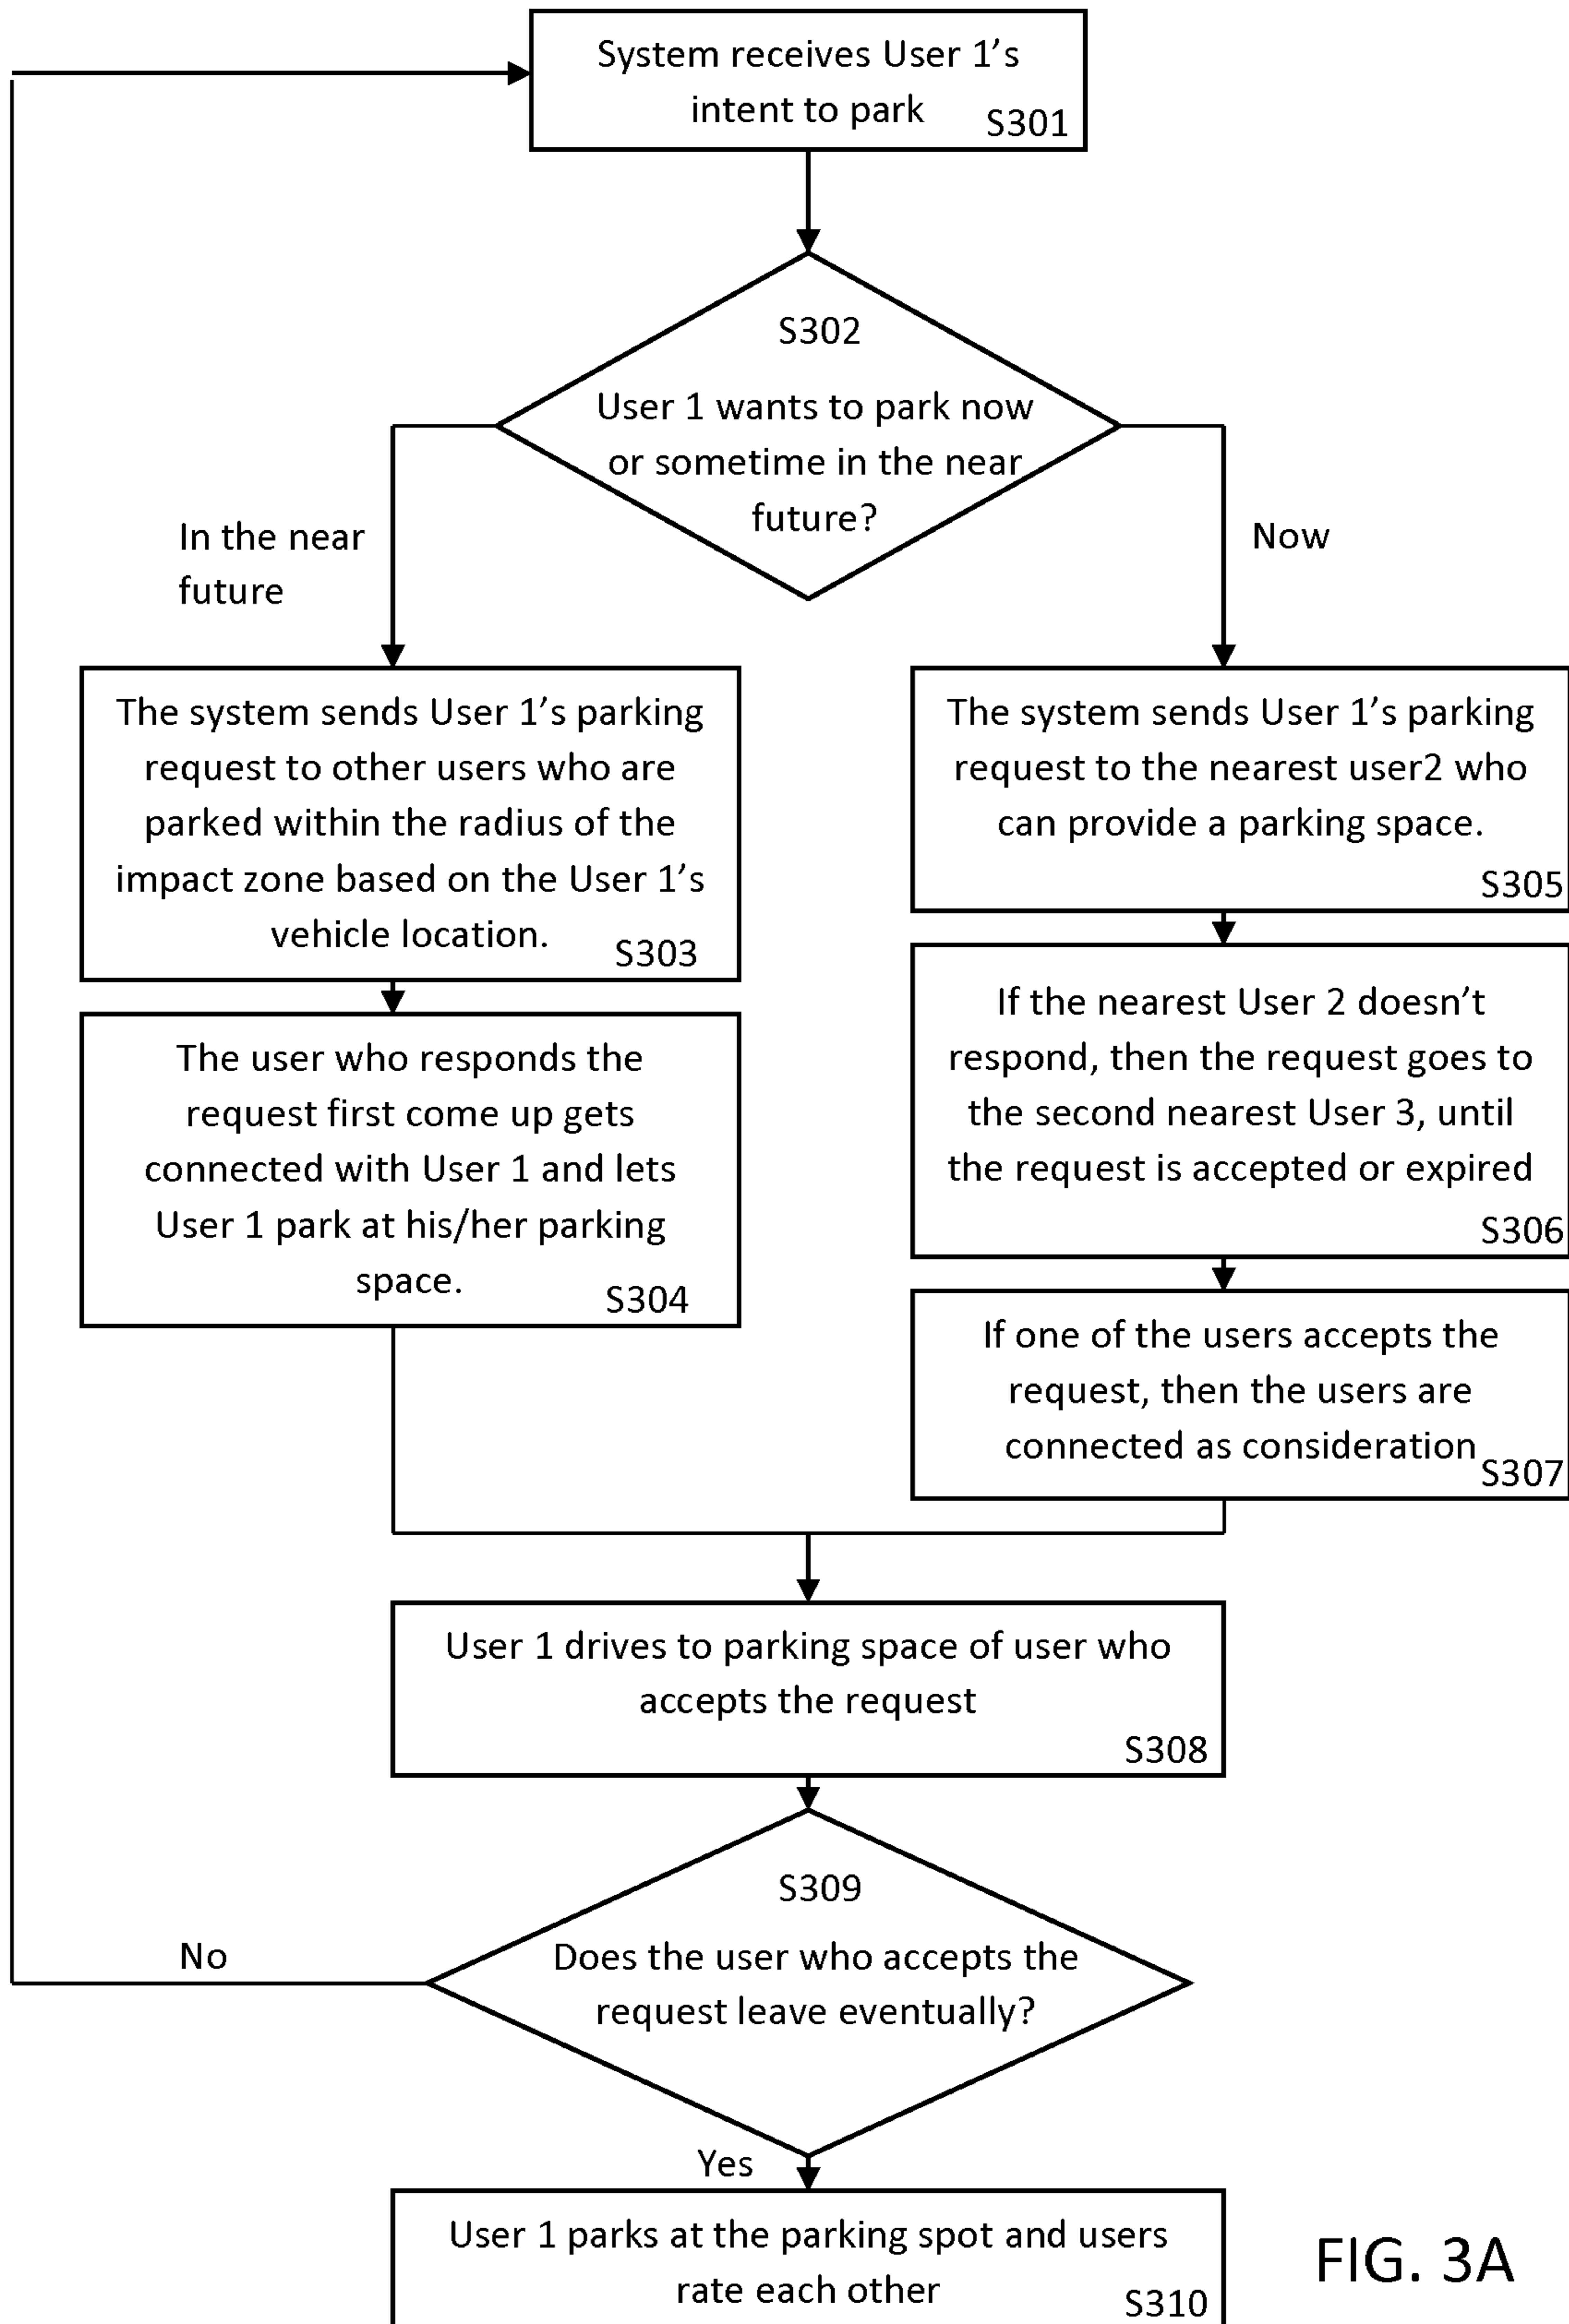 System receives User 1’s
intent to park
S301
S302
User 1 wants to park now
or sometime in the near
future?
In the near
future
Now
The system sends User 1’s parking
request to other users who are
parked within the radius of the
impact zone based on the User 1’s
vehicle location.
S303
The system sends User 1’s parking
request to the nearest user2 who
can provide a parking space.
S305
The user who responds the
request first come up gets
connected with User 1 and lets
User 1 park at his/her parking
space.
S304
If the nearest User 2 doesn’t
respond, then the request goes to
the second nearest User 3, until
the request is accepted or expired
S306
If one of the users accepts the
request, then the users are
connected as consideration
S307
User 1 drives to parking space of user who
accepts the request
S308
S309
Does the user who accepts the
request leave eventually?
No
Yes
User 1 parks at the parking spot and users
rate each other
S310
FIG. 3A